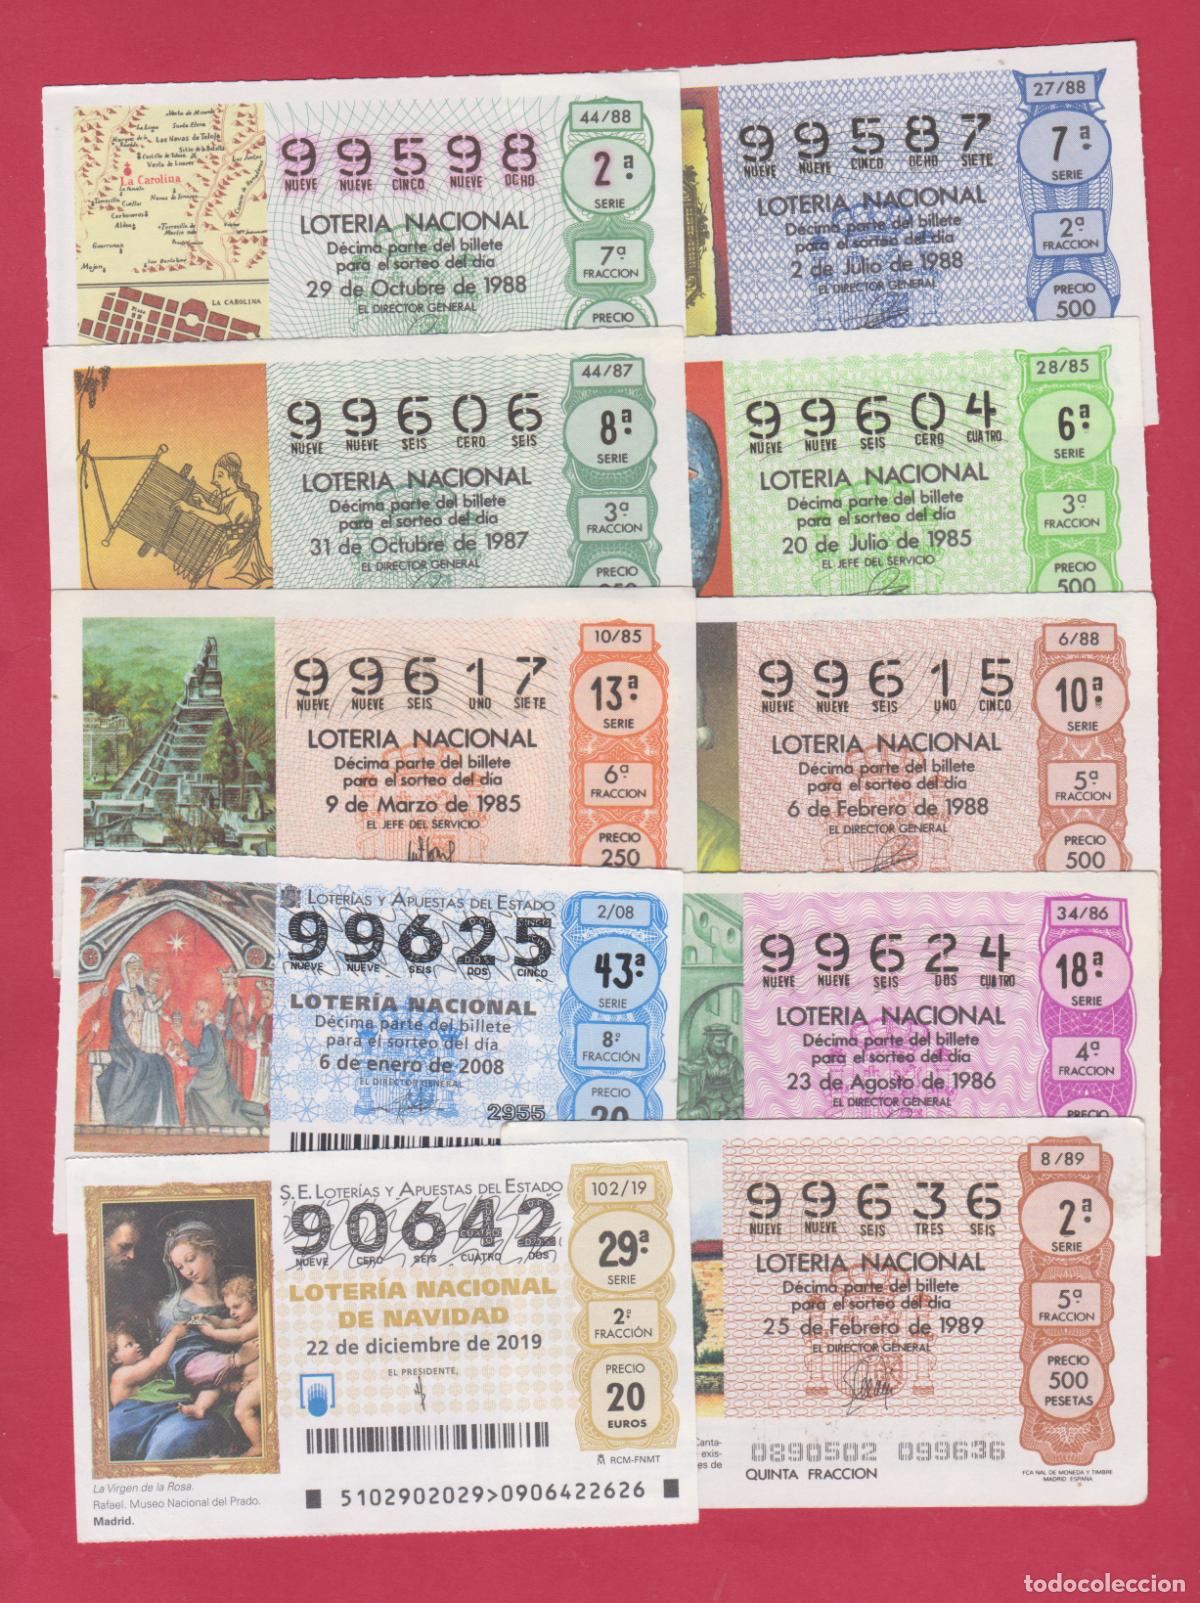 La Carolina
LA CAROLINA
99598
NUEVE NUEVE CINCO NUEVE OCHO
LOTERIA NACIONAL
Décima parte del billete
para el sorteo del día
29 de Octubre de 1988
EL DIRECTOR GENERAL
44/88
2ª
SERIE
7ª
FRACCION
PRECIO
99587
NUEVE NUEVE CINCO OCHO SIETE
LOTERIA NACIONAL
Décima parte del billete
para el sorteo del día
2 de Julio de 1988
EL DIRECTOR GENERAL
27/88
7ª
SERIE
2ª
FRACCION
PRECIO
500
99606
NUEVE NUEVE SEIS CERO SEIS
LOTERIA NACIONAL
Décima parte del billete
para el sorteo del día
31 de Octubre de 1987
EL DIRECTOR GENERAL
44/87
8ª
SERIE
3ª
FRACCION
PRECIO
99604
NUEVE NUEVE SEIS CERO CUATRO
LOTERIA NACIONAL
Décima parte del billete
para el sorteo del día
20 de Julio de 1985
EL JEFE DEL SERVICIO
28/85
6ª
SERIE
3ª
FRACCION
PRECIO
500
99617
NUEVE NUEVE SEIS UNO SIETE
LOTERIA NACIONAL
Décima parte del billete
para el sorteo del día
9 de Marzo de 1985
EL JEFE DEL SERVICIO
10/85
13ª
SERIE
6ª
FRACCION
PRECIO
250
99615
NUEVE NUEVE SEIS UNO CINCO
LOTERIA NACIONAL
Décima parte del billete
para el sorteo del día
6 de Febrero de 1988
EL DIRECTOR GENERAL
6/88
10ª
SERIE
5ª
FRACCION
PRECIO
500
LOTERÍAS Y APUESTAS DEL ESTADO
99625
NUEVE NUEVE SEIS DOS CINCO
LOTERÍA NACIONAL
Décima parte del billete
para el sorteo del día
6 de enero de 2008
EL DIRECTOR GENERAL
2955
2/08
43ª
SERIE
8ª
FRACCIÓN
PRECIO
20
99624
NUEVE NUEVE SEIS DOS CUATRO
LOTERIA NACIONAL
Décima parte del billete
para el sorteo del día
23 de Agosto de 1986
EL DIRECTOR GENERAL
34/86
18ª
SERIE
4ª
FRACCION
PRECIO
S.E. LOTERÍAS Y APUESTAS DEL ESTADO
90642
NUEVE CERO SEIS CUATRO DOS
LOTERÍA NACIONAL
DE NAVIDAD
22 de diciembre de 2019
EL PRESIDENTE,
102/19
29ª
SERIE
2ª
FRACCIÓN
PRECIO
20
EUROS
RCM-FNMT
La Virgen de la Rosa.
Rafael. Museo Nacional del Prado.
Madrid.
5102902029>0906422626
99636
NUEVE NUEVE SEIS TRES SEIS
LOTERIA NACIONAL
Décima parte del billete
para el sorteo del día
25 de Febrero de 1989
EL DIRECTOR GENERAL
8/89
2ª
SERIE
5ª
FRACCION
PRECIO
500
PESETAS
Canta-
exis-
es de
0890502 099636
QUINTA FRACCION
FCA NAL DE MONEDA Y TIMBRE
MADRID ESPAÑA
todocoleccion